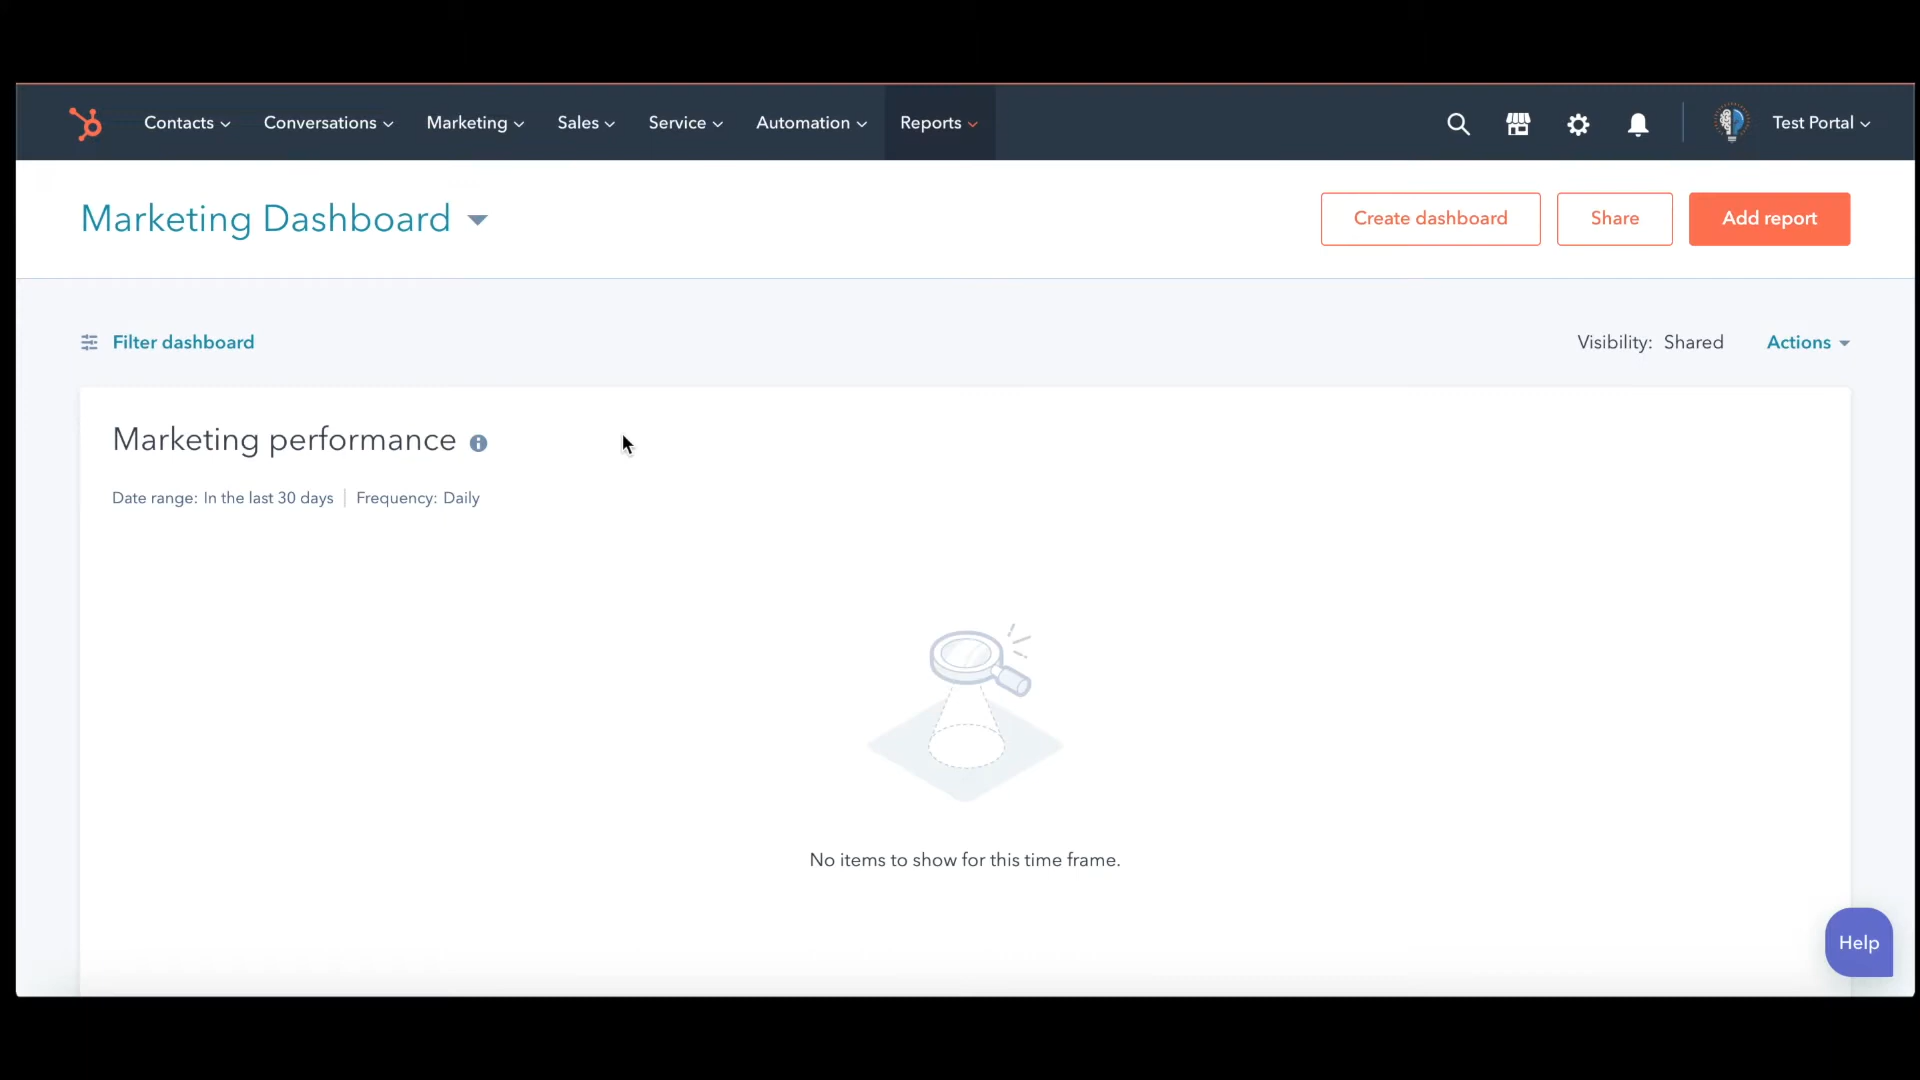 Contacts Conversations Marketing Sales Service Automation Reports Test Portal
Marketing Dashboard Create dashboard Share Add report
Filter dashboard Visibility: Shared Actions
Marketing performance
Date range: In the last 30 days Frequency: Daily
No items to show for this time frame.
Help